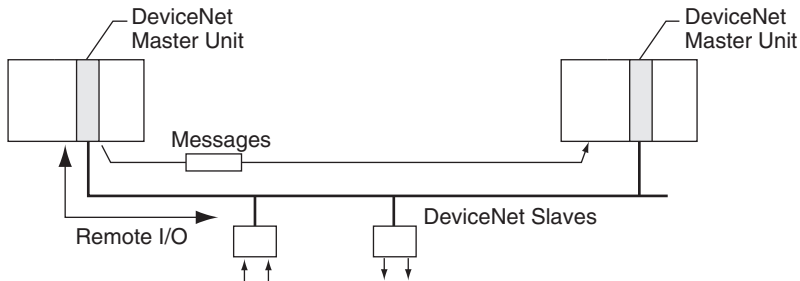 DeviceNet
Master Unit
DeviceNet
Master Unit
Messages
DeviceNet Slaves
Remote I/O